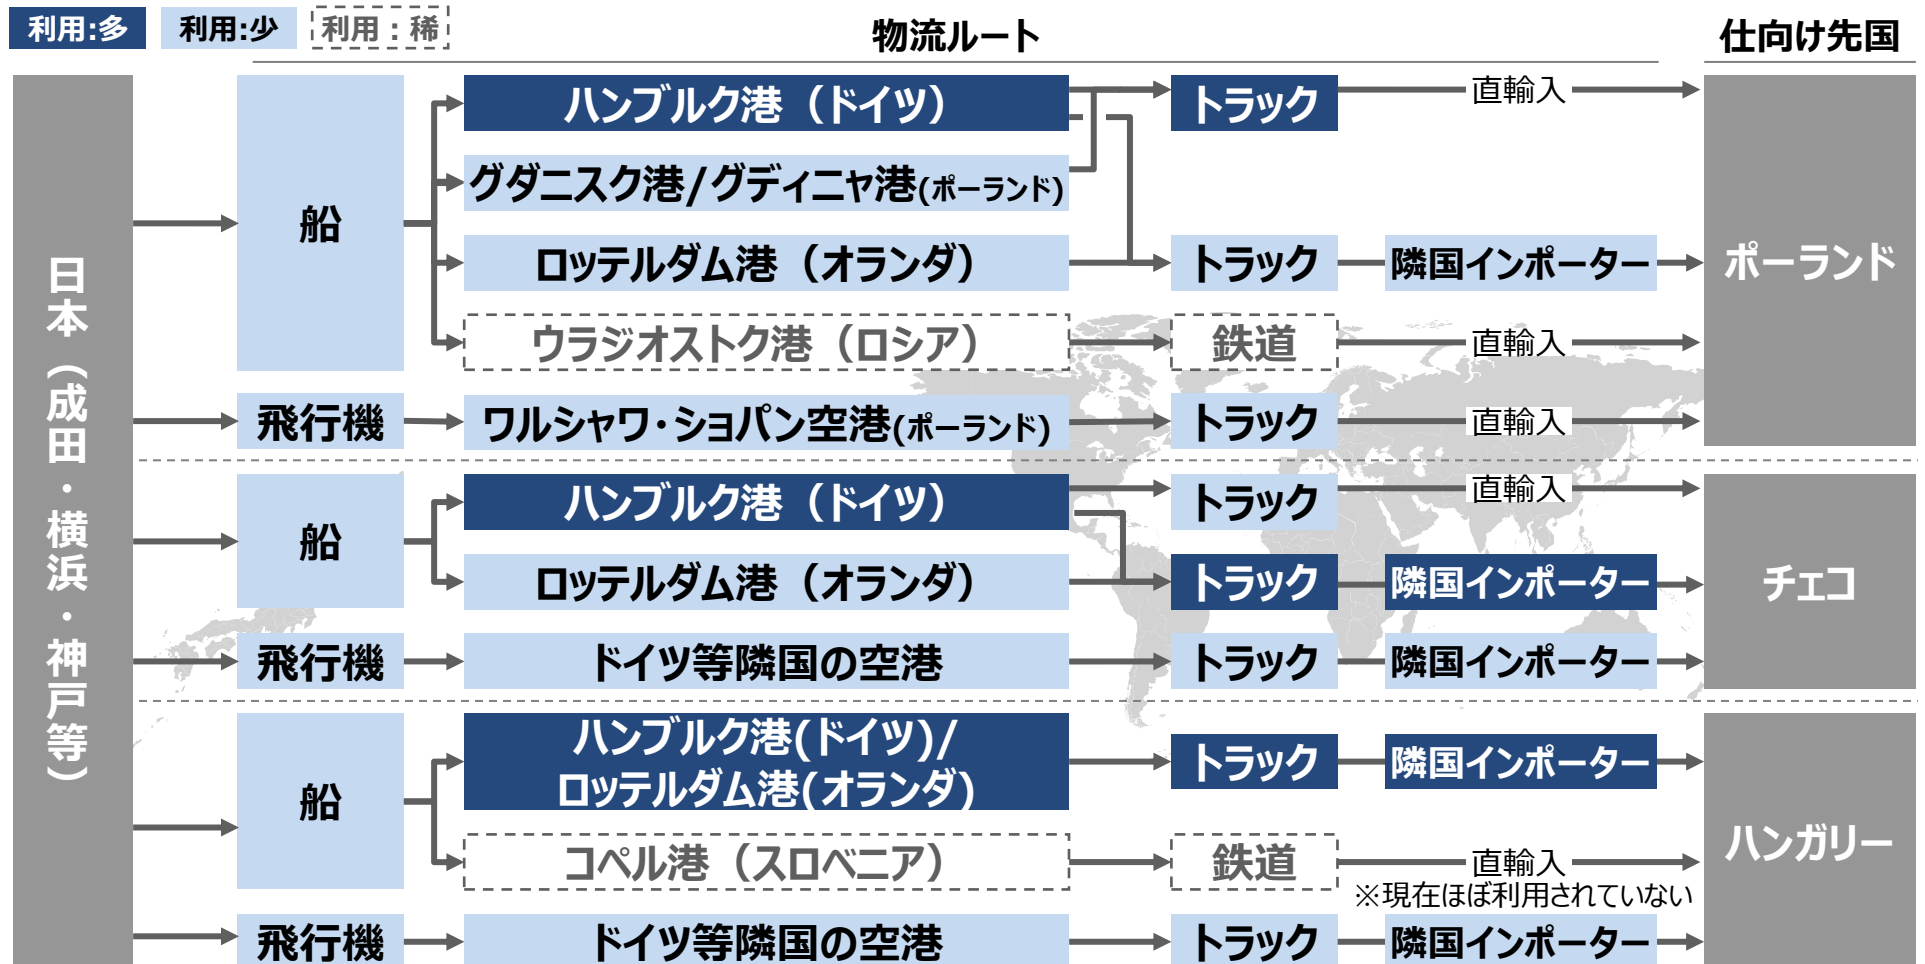 利用:多
利用:少
利用：稀
物流ルート
仕向け先国
日本（成田・横浜・神戸等）
船
ハンブルク港（ドイツ）
トラック
直輸入
グダニスク港/グディニャ港(ポーランド)
ロッテルダム港（オランダ）
トラック
隣国インポーター
ポーランド
ウラジオストク港（ロシア）
鉄道
直輸入
飛行機
ワルシャワ・ショパン空港(ポーランド)
トラック
直輸入
船
ハンブルク港（ドイツ）
トラック
直輸入
ロッテルダム港（オランダ）
トラック
隣国インポーター
チェコ
飛行機
ドイツ等隣国の空港
トラック
隣国インポーター
船
ハンブルク港(ドイツ)/
ロッテルダム港(オランダ)
トラック
隣国インポーター
ハンガリー
コペル港（スロベニア）
鉄道
直輸入
※現在ほぼ利用されていない
飛行機
ドイツ等隣国の空港
トラック
隣国インポーター